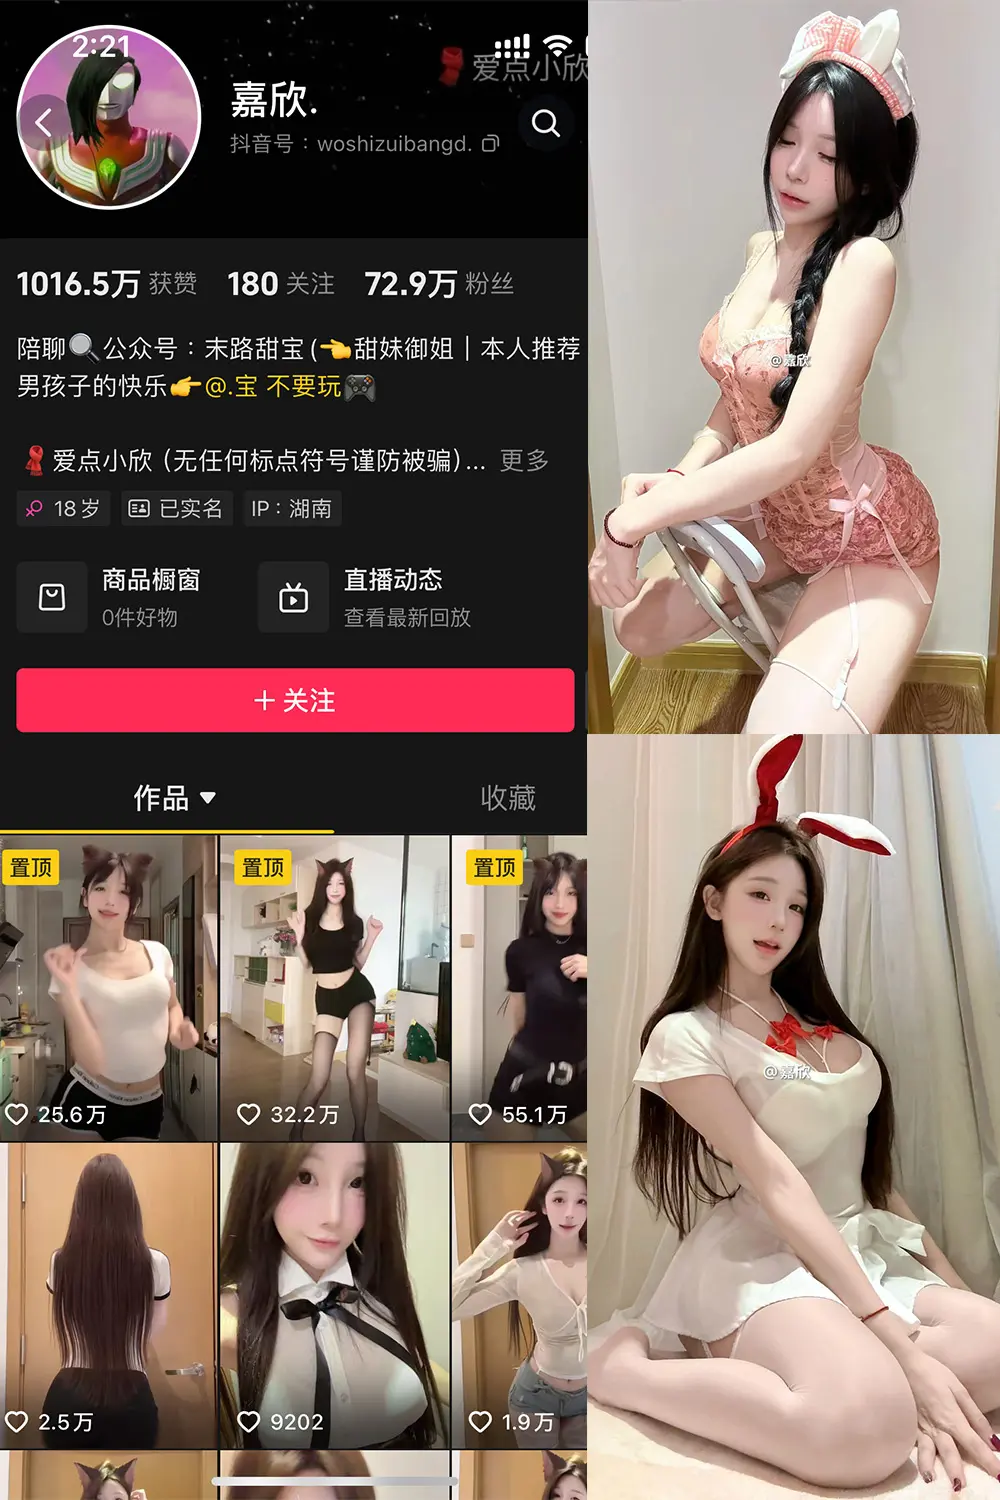 2:21
爱点小欣
嘉欣.
抖音号：woshizuibangd.
1016.5万 获赞 180 关注 72.9万 粉丝
陪聊🔍公众号：末路甜宝(👈甜妹御姐｜本人推荐
男孩子的快乐👉@.宝 不要玩🎮
🧣爱点小欣（无任何标点符号谨防被骗)... 更多
18岁 已实名 IP：湖南
商品橱窗 直播动态
0件好物 查看最新回放
＋关注
作品 收藏
置顶 置顶 置顶
25.6万 32.2万 55.1万
2.5万 9202 1.9万
@嘉欣
@嘉欣